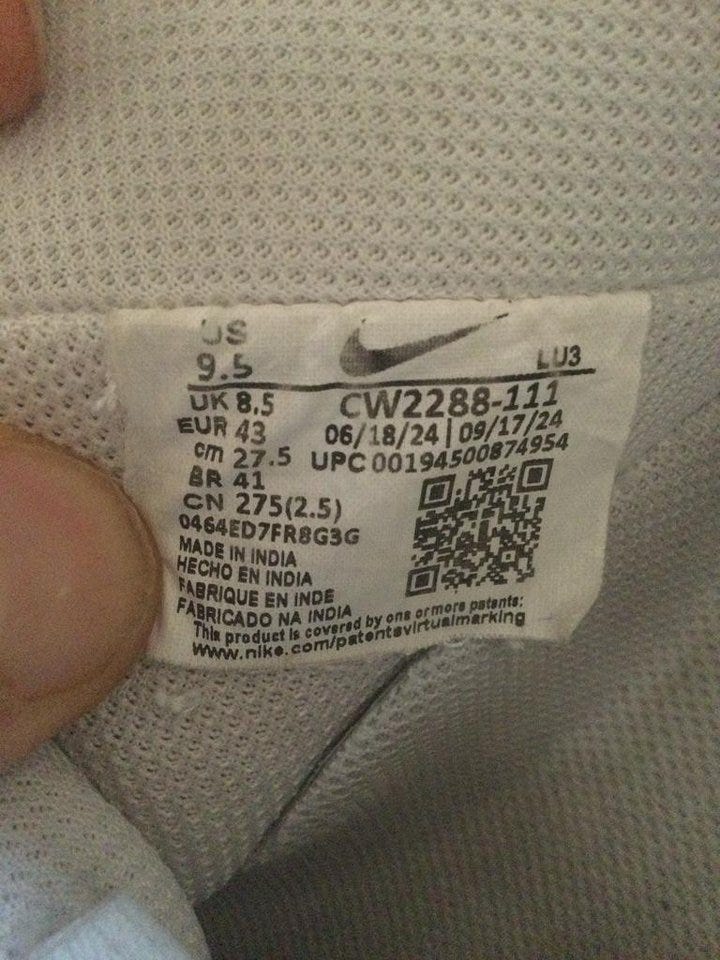 US
9.5
LU3
UK 8.5
CW2288-111
EUR 43
06/18/24 | 09/17/24
cm 27.5
UPC 00194500874954
BR 41
CN 275(2.5)
0464ED7FR8G3G
MADE IN INDIA
HECHO EN INDIA
FABRIQUE EN INDE
FABRICADO NA INDIA
This product is covered by one or more patents:
www.nike.com/patentsvirtualmarking